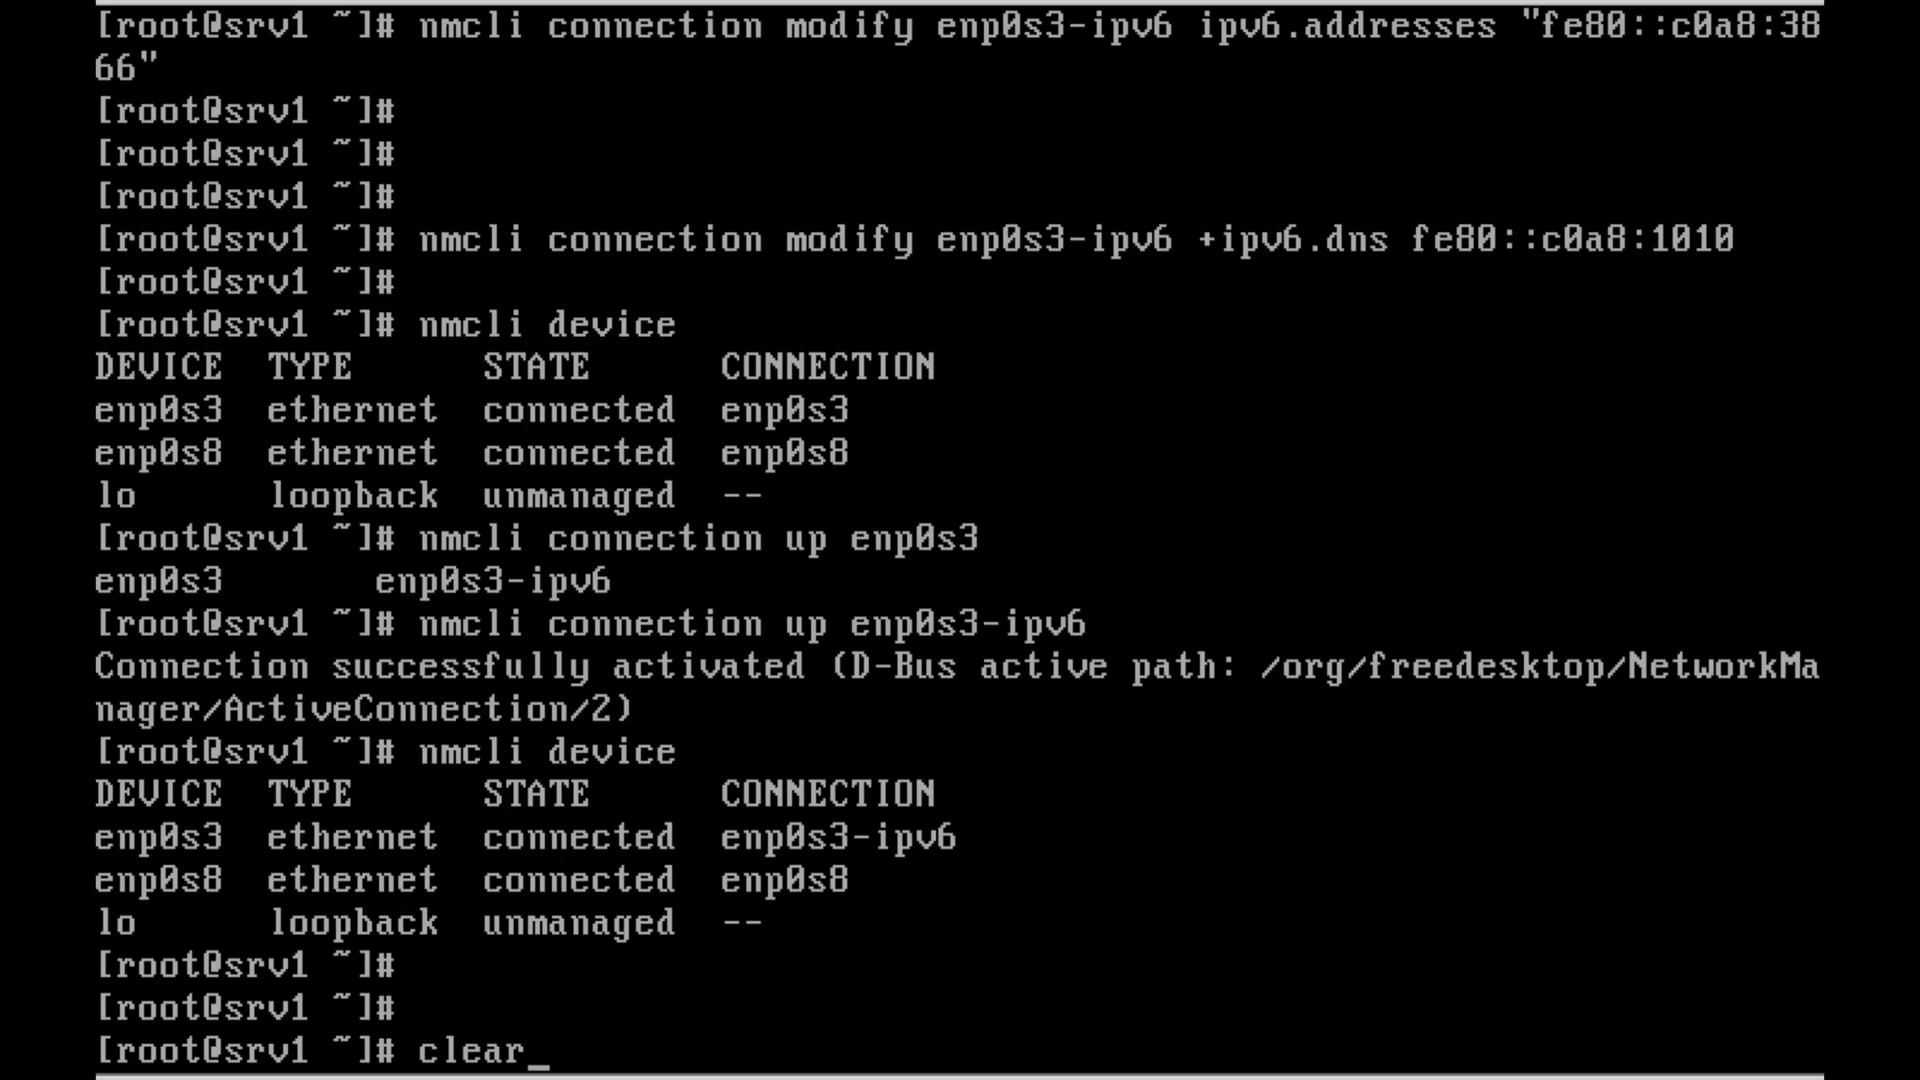 [root@srv1 ~]# nmcli connection modify enp0s3-ipv6 ipv6.addresses "fe80::c0a8:38
66"
[root@srv1 ~]#
[root@srv1 ~]#
[root@srv1 ~]#
[root@srv1 ~]# nmcli connection modify enp0s3-ipv6 +ipv6.dns fe80::c0a8:1010
[root@srv1 ~]#
[root@srv1 ~]# nmcli device
DEVICE  TYPE      STATE      CONNECTION
enp0s3  ethernet  connected  enp0s3
enp0s8  ethernet  connected  enp0s8
lo      loopback  unmanaged  --
[root@srv1 ~]# nmcli connection up enp0s3
enp0s3       enp0s3-ipv6
[root@srv1 ~]# nmcli connection up enp0s3-ipv6
Connection successfully activated (D-Bus active path: /org/freedesktop/NetworkMa
nager/ActiveConnection/2)
[root@srv1 ~]# nmcli device
DEVICE  TYPE      STATE      CONNECTION
enp0s3  ethernet  connected  enp0s3-ipv6
enp0s8  ethernet  connected  enp0s8
lo      loopback  unmanaged  --
[root@srv1 ~]#
[root@srv1 ~]#
[root@srv1 ~]# clear_